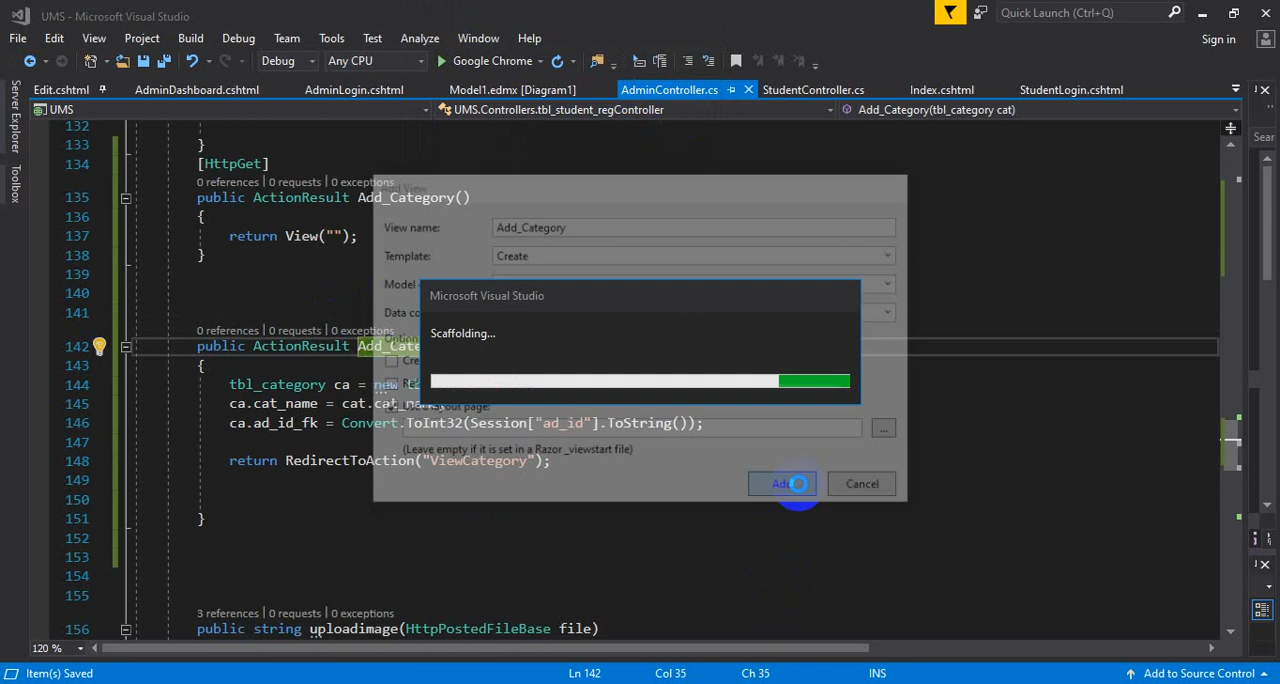 UMS - Microsoft Visual Studio
Quick Launch (Ctrl+Q)
File Edit View Project Build Debug Team Tools Test Analyze Window Help
Sign in
Debug Any CPU Google Chrome
Edit.cshtml AdminDashboard.cshtml AdminLogin.cshtml Model1.edmx [Diagram1] AdminController.cs StudentController.cs Index.cshtml StudentLogin.cshtml
UMS UMS.Controllers.tbl_student_regController Add_Category(tbl_category cat)
Server Explorer
Toolbox
Sear
132
133 }
134 [HttpGet]
0 references | 0 requests | 0 exceptions
135 public ActionResult Add_Category()
136 {
137 return View("");
138 }
139
140
141
0 references | 0 requests | 0 exceptions
142 public ActionResult Add_Cate
143 {
144 tbl_category ca = new
145 ca.cat_name = cat.cat_name;
146 ca.ad_id_fk = Convert.ToInt32(Session["ad_id"].ToString());
147
148 return RedirectToAction("ViewCategory");
149
150
151 }
152
153
154
155
3 references | 0 requests | 0 exceptions
156 public string uploadimage(HttpPostedFileBase file)
View name: Add_Category
Template: Create
Model
Data co
Option
Cre
(Leave empty if it is set in a Razor _viewstart file)
Add Cancel
Microsoft Visual Studio
Scaffolding...
120 %
Item(s) Saved Ln 142 Col 35 Ch 35 INS Add to Source Control